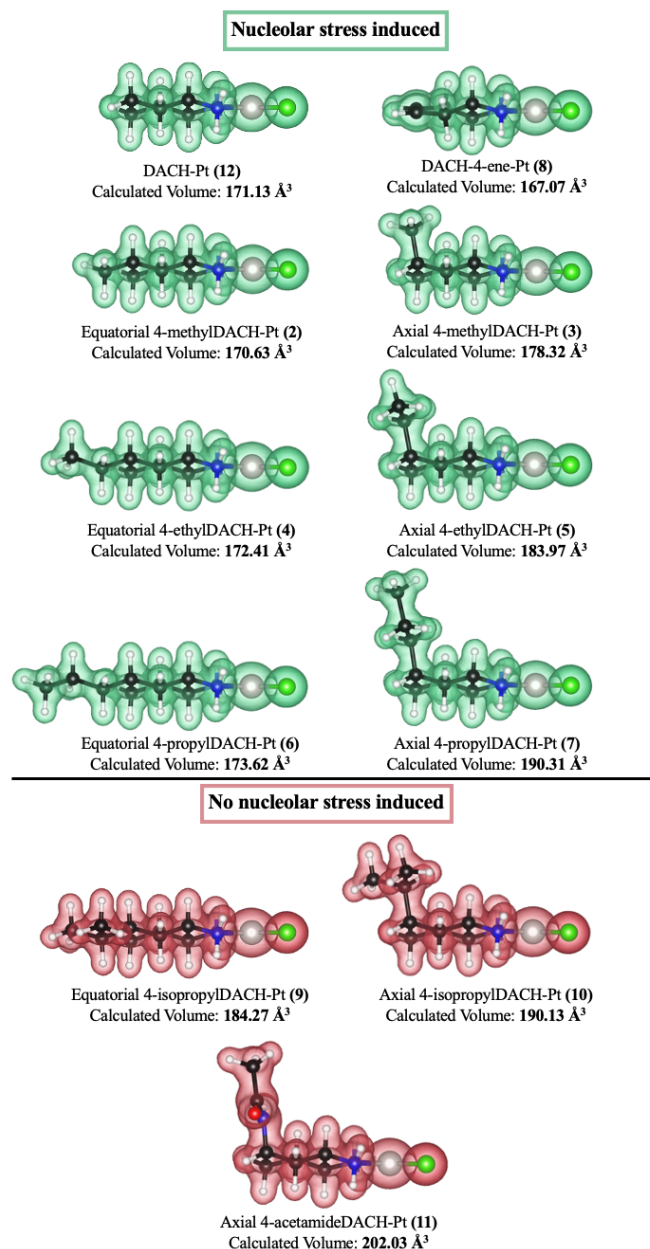 Nucleolar stress induced
DACH-Pt (12)
Calculated Volume: 171.13 Å³
DACH-4-ene-Pt (8)
Calculated Volume: 167.07 Å³
Equatorial 4-methylDACH-Pt (2)
Calculated Volume: 170.63 Å³
Axial 4-methylDACH-Pt (3)
Calculated Volume: 178.32 Å³
Equatorial 4-ethylDACH-Pt (4)
Calculated Volume: 172.41 Å³
Axial 4-ethylDACH-Pt (5)
Calculated Volume: 183.97 Å³
Equatorial 4-propylDACH-Pt (6)
Calculated Volume: 173.62 Å³
Axial 4-propylDACH-Pt (7)
Calculated Volume: 190.31 Å³
No nucleolar stress induced
Equatorial 4-isopropylDACH-Pt (9)
Calculated Volume: 184.27 Å³
Axial 4-isopropylDACH-Pt (10)
Calculated Volume: 190.13 Å³
Axial 4-acetamideDACH-Pt (11)
Calculated Volume: 202.03 Å³